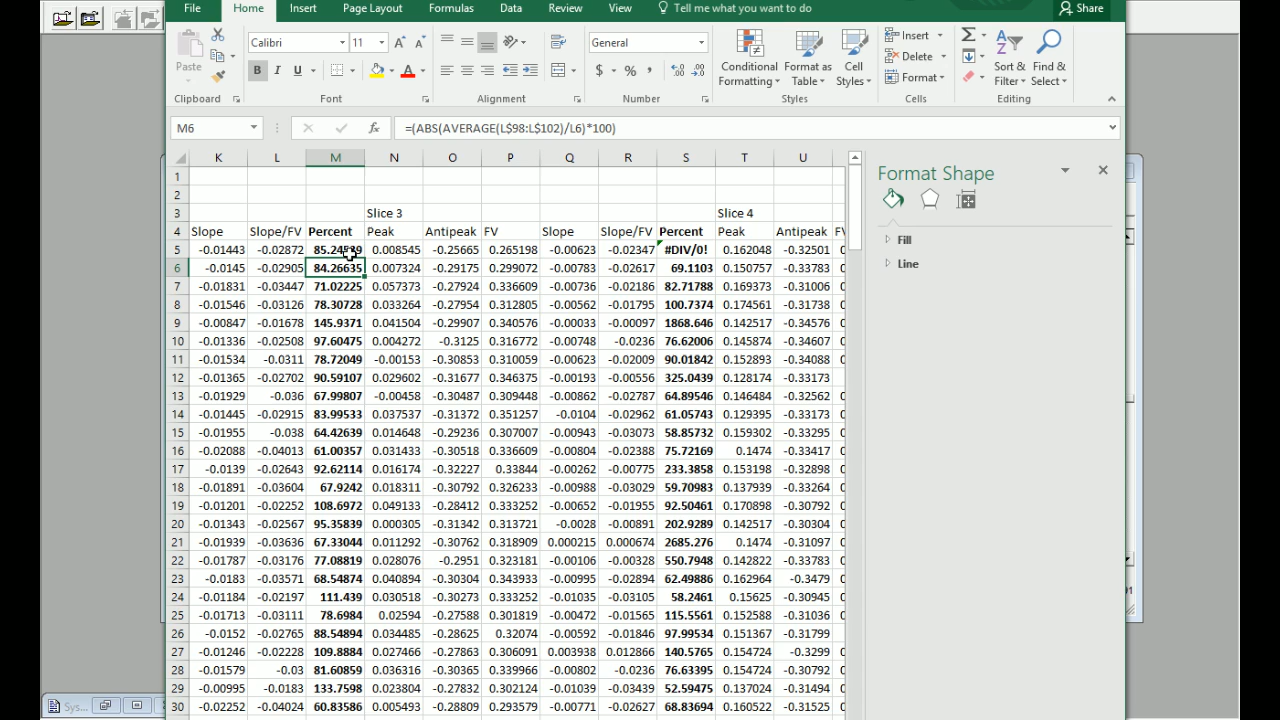 File Home Insert Page Layout Formulas Data Review View Tell me what you want to do Share
Paste Calibri 11 A A General Conditional Formatting Format as Table Cell Styles Insert Delete Format Sort & Filter Find & Select
B I U A $ % ,
Clipboard Font Alignment Number Styles Cells Editing
M6 fx =(ABS(AVERAGE(L$98:L$102)/L6)*100)
K L M N O P Q R S T U
1
2
3 Slice 3 Slice 4
4 Slope Slope/FV Percent Peak Antipeak FV Slope Slope/FV Percent Peak Antipeak
5 -0.01443 -0.02872 0.008545 -0.25665 0.265198 -0.00623 -0.02347 #DIV/0! 0.162048 -0.32501
6 -0.0145 -0.02905 84.26635 0.007324 -0.29175 0.299072 -0.00783 -0.02617 69.1103 0.150757 -0.33783
7 -0.01831 -0.03447 71.02225 0.057373 -0.27924 0.336609 -0.00736 -0.02186 82.71788 0.169373 -0.31006
8 -0.01546 -0.03126 78.30728 0.033264 -0.27954 0.312805 -0.00562 -0.01795 100.7374 0.174561 -0.31738
9 -0.00847 -0.01678 145.9371 0.041504 -0.29907 0.340576 -0.00033 -0.00097 1868.646 0.142517 -0.34576
10 -0.01336 -0.02508 97.60475 0.004272 -0.3125 0.316772 -0.00748 -0.0236 76.62006 0.145874 -0.34607
11 -0.01534 -0.0311 78.72049 -0.00153 -0.30853 0.310059 -0.00623 -0.02009 90.01842 0.152893 -0.34088
12 -0.01365 -0.02702 90.59107 0.029602 -0.31677 0.346375 -0.00193 -0.00556 325.0439 0.128174 -0.33173
13 -0.01929 -0.036 67.99807 -0.00458 -0.30487 0.309448 -0.00862 -0.02787 64.89546 0.146484 -0.32562
14 -0.01445 -0.02915 83.99533 0.037537 -0.31372 0.351257 -0.0104 -0.02962 61.05743 0.129395 -0.33173
15 -0.01955 -0.038 64.42639 0.014648 -0.29236 0.307007 -0.00943 -0.03073 58.85732 0.159302 -0.33295
16 -0.02088 -0.04013 61.00357 0.031433 -0.30518 0.336609 -0.00804 -0.02388 75.72169 0.1474 -0.33417
17 -0.0139 -0.02643 92.62114 0.016174 -0.32227 0.33844 -0.00262 -0.00775 233.3858 0.153198 -0.32898
18 -0.01891 -0.03604 67.9242 0.018311 -0.30792 0.326233 -0.00988 -0.03029 59.70983 0.137939 -0.33264
19 -0.01201 -0.02252 108.6972 0.049133 -0.28412 0.333252 -0.00652 -0.01955 92.50461 0.170898 -0.30792
20 -0.01343 -0.02567 95.35839 0.000305 -0.31342 0.313721 -0.0028 -0.00891 202.9289 0.142517 -0.30304
21 -0.01939 -0.03636 67.33044 0.011292 -0.30762 0.318909 0.000215 0.000674 2685.276 0.1474 -0.31097
22 -0.01787 -0.03176 77.08819 0.028076 -0.2951 0.323181 -0.00106 -0.00328 550.7948 0.142822 -0.33783
23 -0.0183 -0.03571 68.54874 0.040894 -0.30304 0.343933 -0.00995 -0.02894 62.49886 0.162964 -0.3479
24 -0.01184 -0.02197 111.439 0.030518 -0.30273 0.333252 -0.01035 -0.03105 58.2461 0.15625 -0.30945
25 -0.01713 -0.03111 78.6984 0.02594 -0.27588 0.301819 -0.00472 -0.01565 115.5561 0.152588 -0.31036
26 -0.0152 -0.02765 88.54894 0.034485 -0.28625 0.32074 -0.00592 -0.01846 97.99534 0.151367 -0.31799
27 -0.01246 -0.02228 109.8884 0.027466 -0.27863 0.306091 0.003938 0.012866 140.5765 0.154724 -0.3299
28 -0.01579 -0.03 81.60859 0.036316 -0.30365 0.339966 -0.00802 -0.0236 76.63395 0.154724 -0.30792
29 -0.00995 -0.0183 133.7598 0.023804 -0.27832 0.302124 -0.01039 -0.03439 52.59475 0.137024 -0.31494
30 -0.02252 -0.04024 60.83586 0.005493 -0.28809 0.293579 -0.00771 -0.02627 68.83694 0.160522 -0.31525
Format Shape
Fill
Line
Sys...